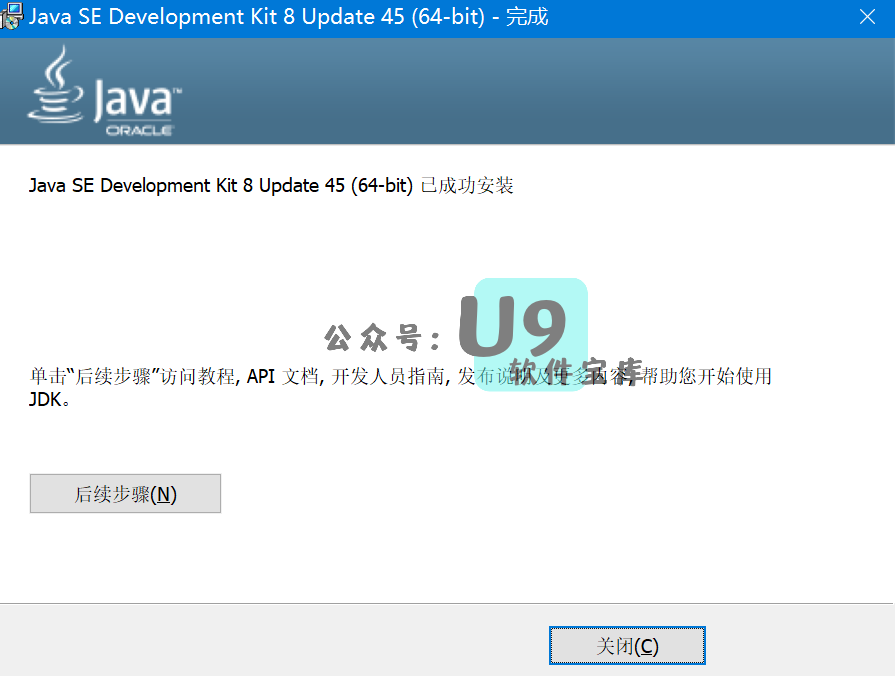 Java SE Development Kit 8 Update 45 (64-bit) - 完成
Java™
ORACLE
Java SE Development Kit 8 Update 45 (64-bit) 已成功安装
公众号：U9
软件宝库
单击“后续步骤”访问教程, API 文档, 开发人员指南, 发布说明及更多内容, 帮助您开始使用
JDK。
后续步骤(N)
关闭(C)